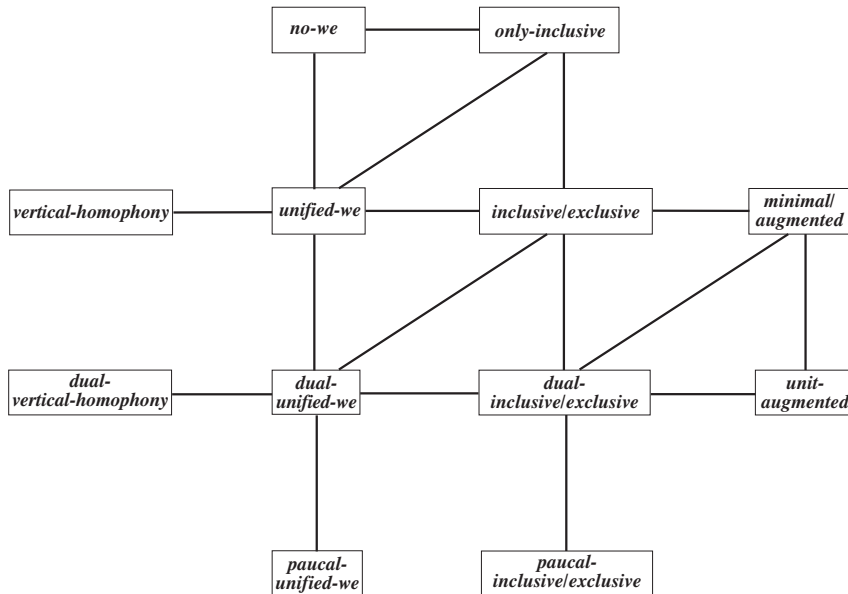 no-we
only-inclusive
vertical-homophony
unified-we
inclusive/exclusive
minimal/
augmented
dual-
vertical-homophony
dual-
unified-we
dual-
inclusive/exclusive
unit-
augmented
paucal-
unified-we
paucal-
inclusive/exclusive